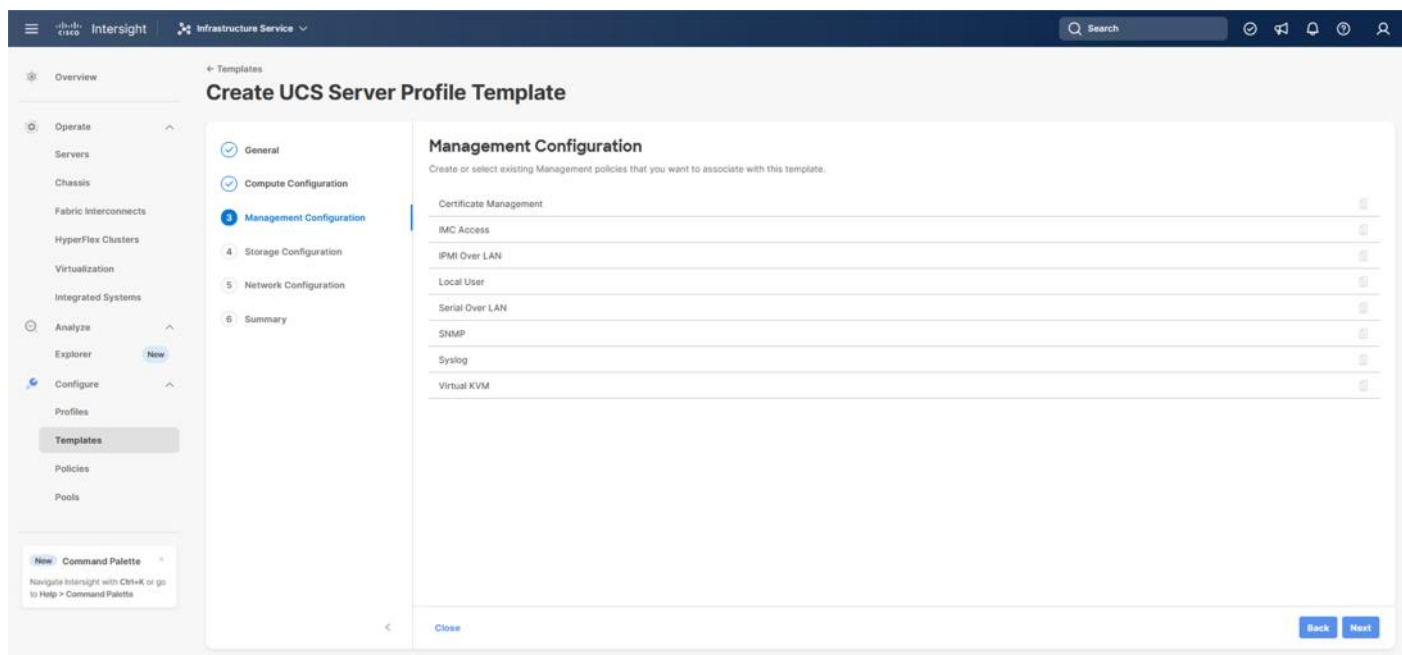 cisco Intersight Infrastructure Service Search
Overview
Operate
Servers
Chassis
Fabric Interconnects
HyperFlex Clusters
Virtualization
Integrated Systems
Analyze
Explorer New
Configure
Profiles
Templates
Policies
Pools
New Command Palette
Navigate Intersight with Ctrl+K or go
to Help > Command Palette
← Templates
Create UCS Server Profile Template
General
Compute Configuration
3 Management Configuration
4 Storage Configuration
5 Network Configuration
6 Summary
Management Configuration
Create or select existing Management policies that you want to associate with this template.
Certificate Management
IMC Access
IPMI Over LAN
Local User
Serial Over LAN
SNMP
Syslog
Virtual KVM
Close Back Next